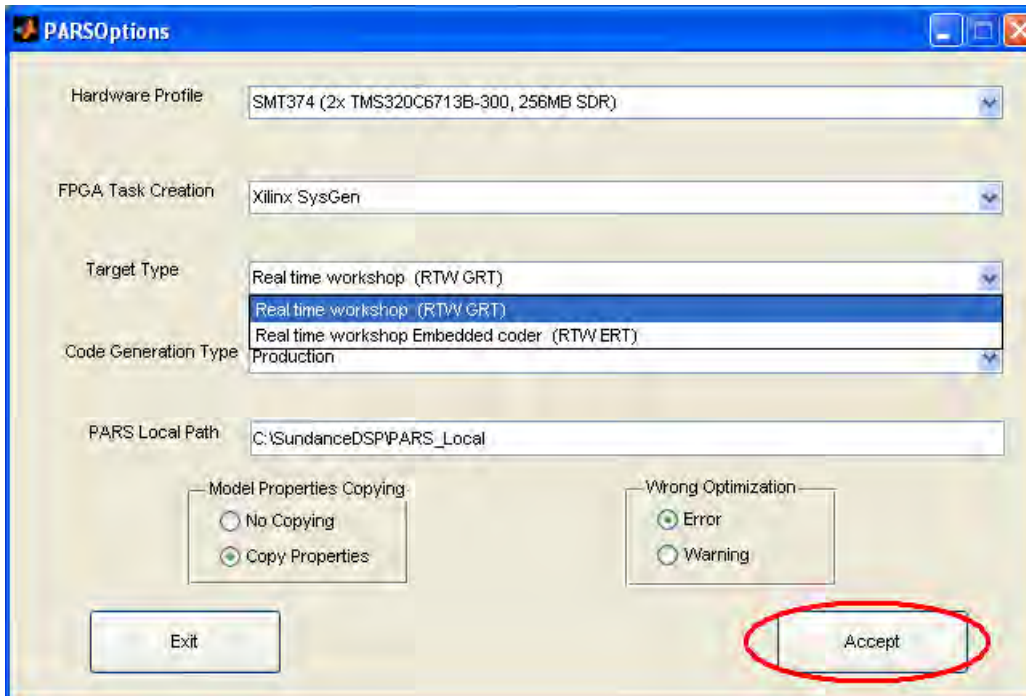 PARSOptions
Hardware Profile
SMT374 (2x TMS320C6713B-300, 256MB SDR)
FPGA Task Creation
Xilinx SysGen
Target Type
Real time workshop (RTW GRT)
Real time workshop (RTW GRT)
Real time workshop Embedded coder (RTW ERT)
Code Generation Type
Production
PARS Local Path
C:\SundanceDSP\PARS_Local
Model Properties Copying
No Copying
Copy Properties
Wrong Optimization
Error
Warning
Exit
Accept